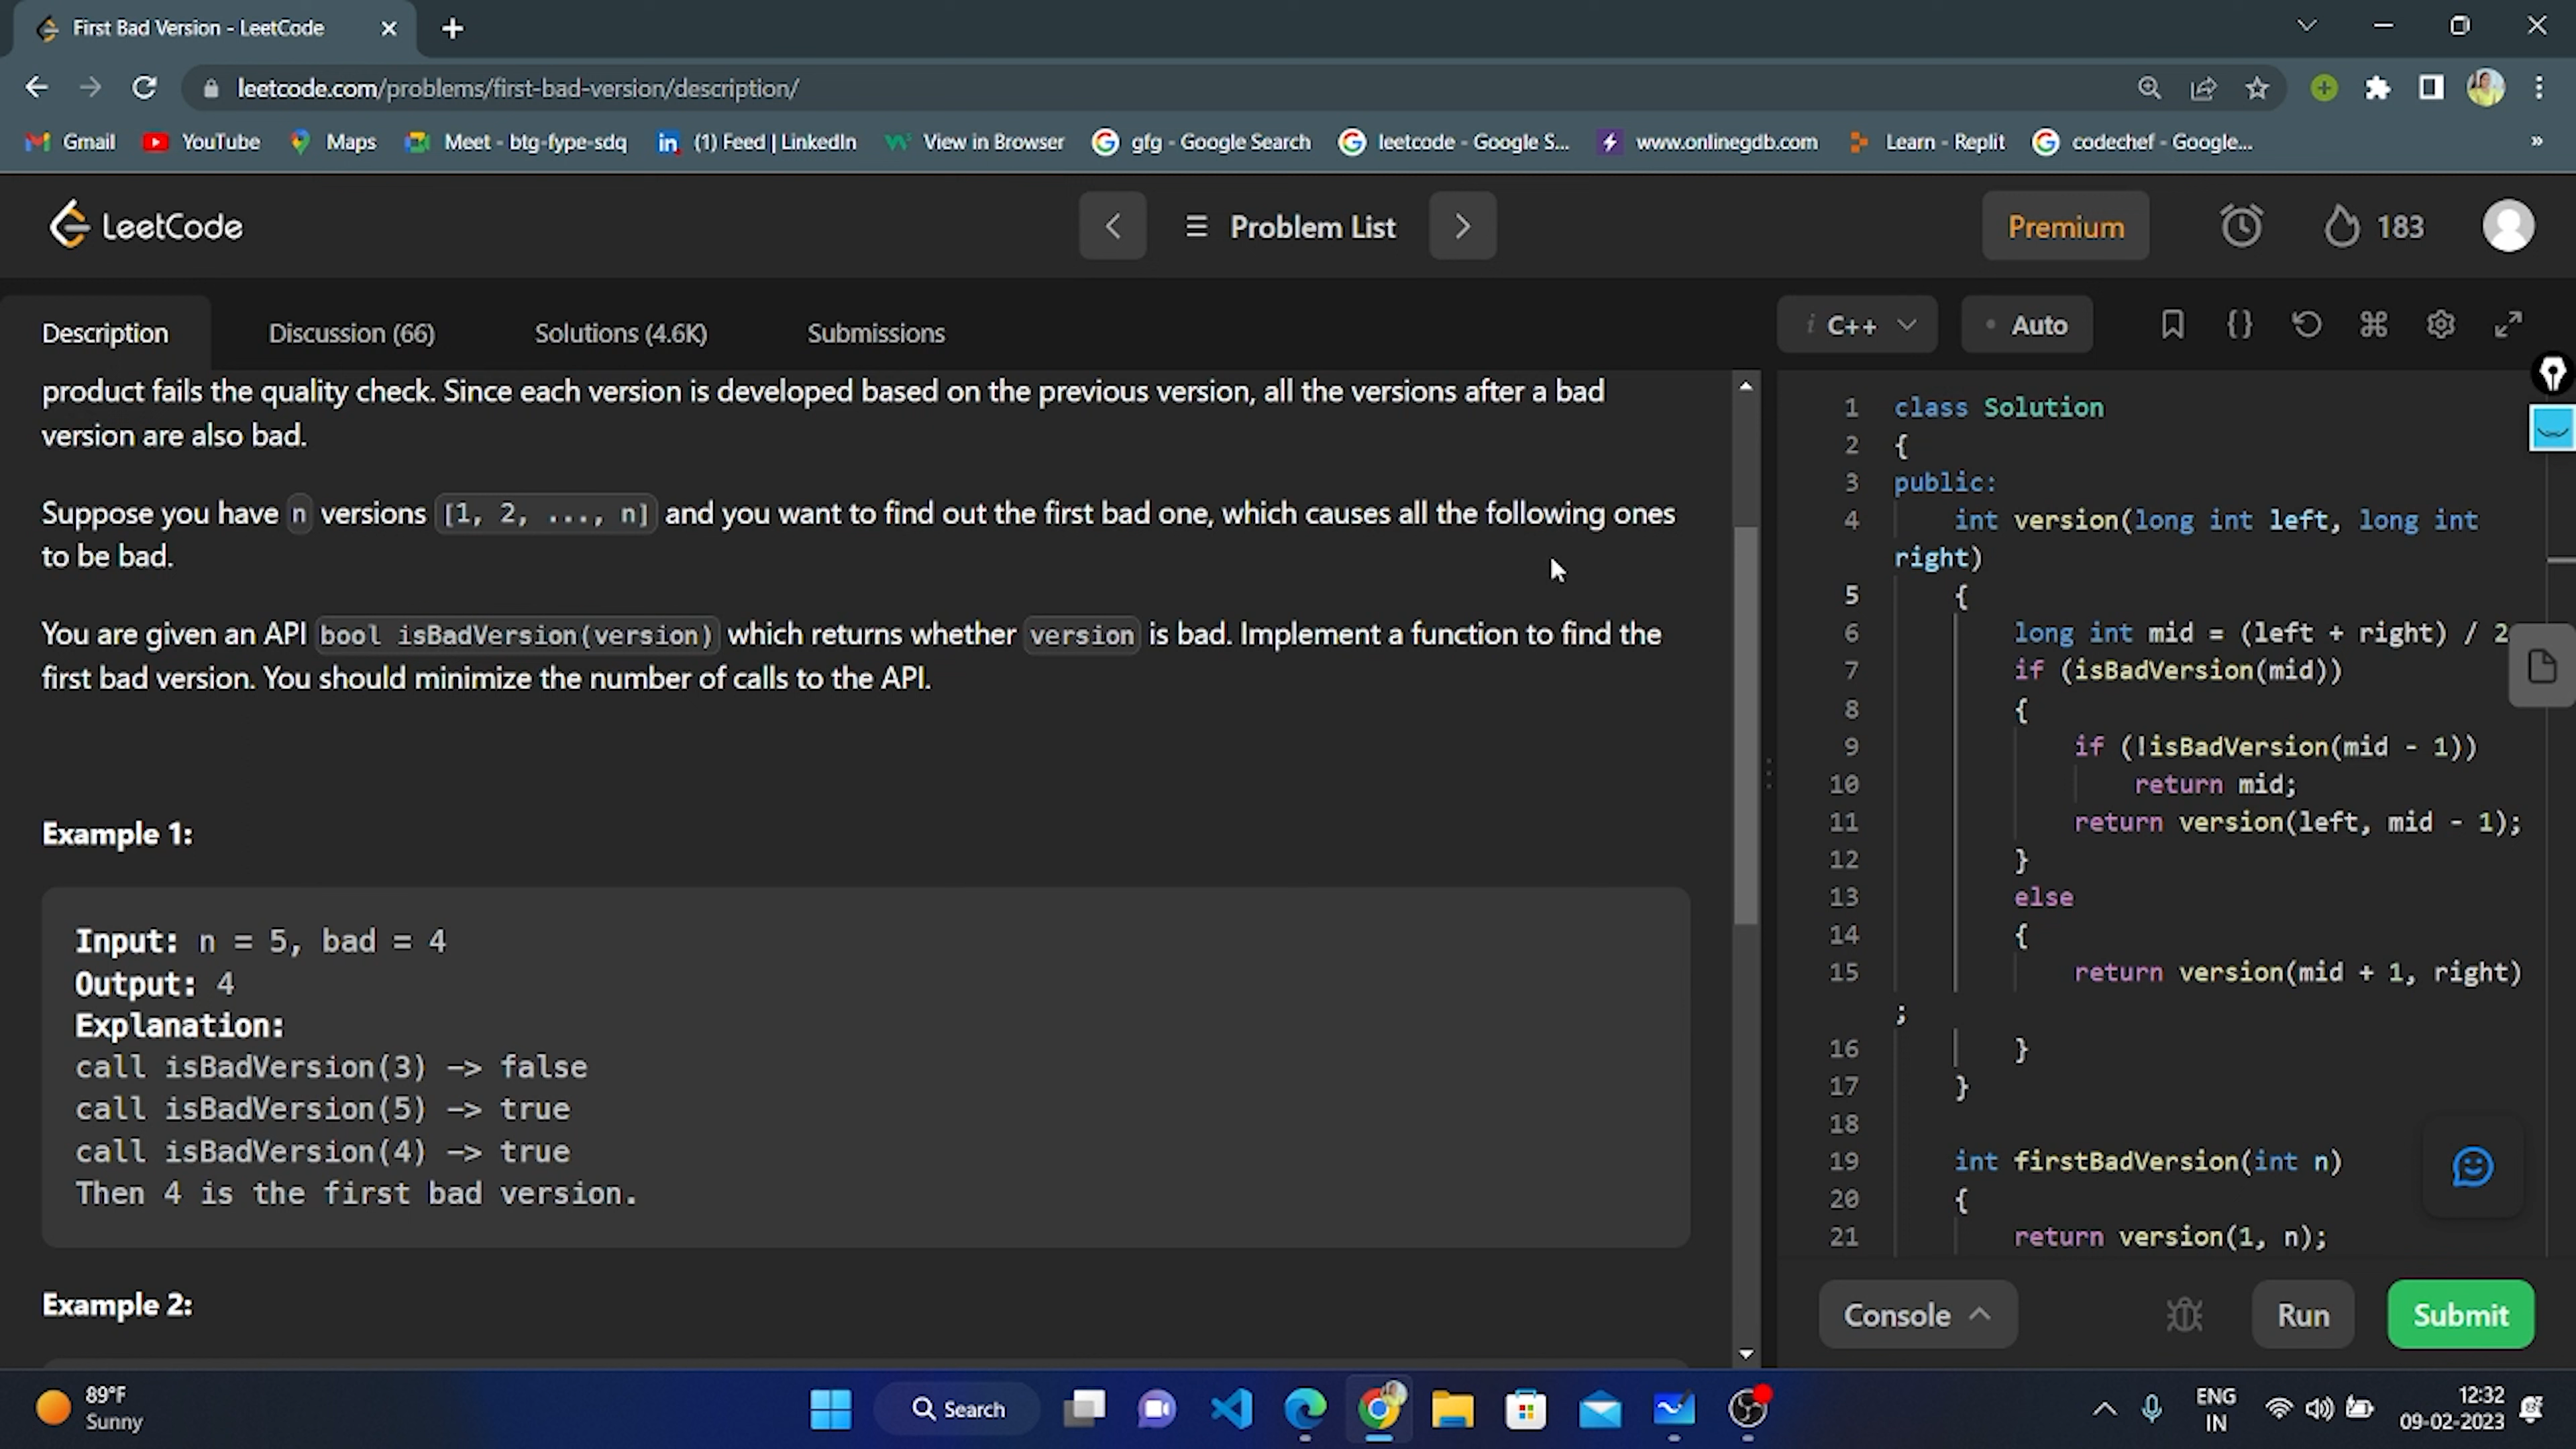 First Bad Version - LeetCode
leetcode.com/problems/first-bad-version/description/
Gmail YouTube Maps Meet - btg-fype-sdq (1) Feed | LinkedIn View in Browser gfg - Google Search leetcode - Google S... www.onlinegdb.com Learn - Replit codechef - Google... »
LeetCode Problem List Premium 183
Description Discussion (66) Solutions (4.6K) Submissions
product fails the quality check. Since each version is developed based on the previous version, all the versions after a bad
version are also bad.
Suppose you have n versions [1, 2, ..., n] and you want to find out the first bad one, which causes all the following ones
to be bad.
You are given an API bool isBadVersion(version) which returns whether version is bad. Implement a function to find the
first bad version. You should minimize the number of calls to the API.
Example 1:
Input: n = 5, bad = 4
Output: 4
Explanation:
call isBadVersion(3) -> false
call isBadVersion(5) -> true
call isBadVersion(4) -> true
Then 4 is the first bad version.
Example 2:
i C++ Auto {}
1 class Solution
2 {
3 public:
4 int version(long int left, long int
right)
5 {
6 long int mid = (left + right) / 2
7 if (isBadVersion(mid))
8 {
9 if (!isBadVersion(mid - 1))
10 return mid;
11 return version(left, mid - 1);
12 }
13 else
14 {
15 return version(mid + 1, right)
;
16 }
17 }
18
19 int firstBadVersion(int n)
20 {
21 return version(1, n);
Console Run Submit
89°F
Sunny
Search
ENG
IN
12:32
09-02-2023